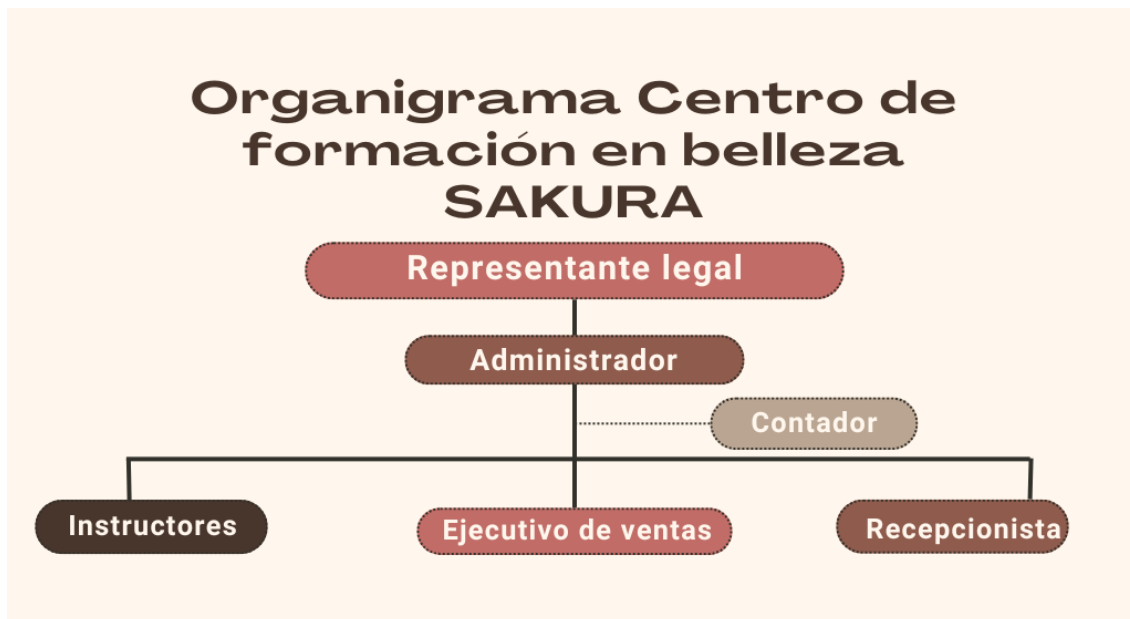 Organigrama Centro de
formación en belleza
SAKURA
Representante legal
Administrador
Contador
Instructores
Ejecutivo de ventas
Recepcionista